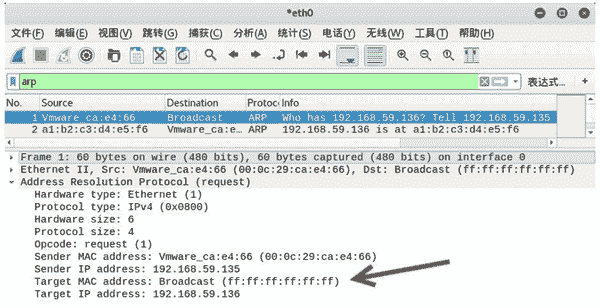 *eth0
文件(F) 编辑(E) 视图(V) 跳转(G) 捕获(C) 分析(A) 统计(S) 电话(Y) 无线(W) 工具(T) 帮助(H)
arp 表达式… +
No. Source Destination Protoc Info
1 Vmware_ca:e4:66 Broadcast ARP Who has 192.168.59.136? Tell 192.168.59.135
2 a1:b2:c3:d4:e5:f6 Vmware_ca:e… ARP 192.168.59.136 is at a1:b2:c3:d4:e5:f6
Frame 1: 60 bytes on wire (480 bits), 60 bytes captured (480 bits) on interface 0
Ethernet II, Src: Vmware_ca:e4:66 (00:0c:29:ca:e4:66), Dst: Broadcast (ff:ff:ff:ff:ff:ff)
Address Resolution Protocol (request)
Hardware type: Ethernet (1)
Protocol type: IPv4 (0x0800)
Hardware size: 6
Protocol size: 4
Opcode: request (1)
Sender MAC address: Vmware_ca:e4:66 (00:0c:29:ca:e4:66)
Sender IP address: 192.168.59.135
Target MAC address: Broadcast (ff:ff:ff:ff:ff:ff)
Target IP address: 192.168.59.136